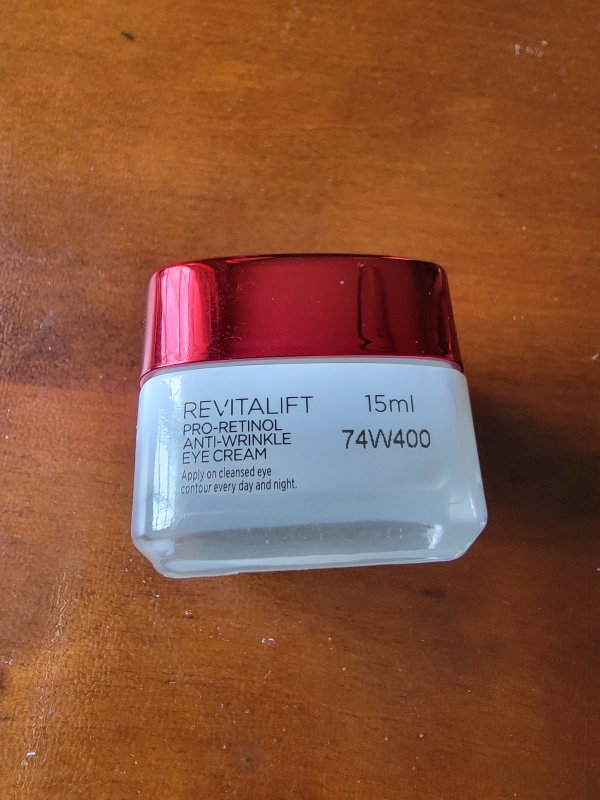 REVITALIFT
PRO-RETINOL
ANTI-WRINKLE
EYE CREAM
Apply on cleansed eye
contour every day and night.
15ml
74W400